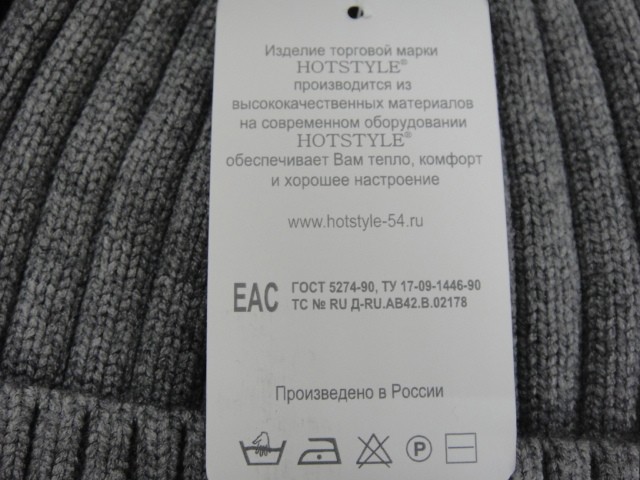 Изделие торговой марки
HOTSTYLE®
производится из
высококачественных материалов
на современном оборудовании
HOTSTYLE®
обеспечивает Вам тепло, комфорт
и хорошее настроение
www.hotstyle-54.ru
EAC
ГОСТ 5274-90, ТУ 17-09-1446-90
ТС № RU Д-RU.АВ42.В.02178
Произведено в России
P